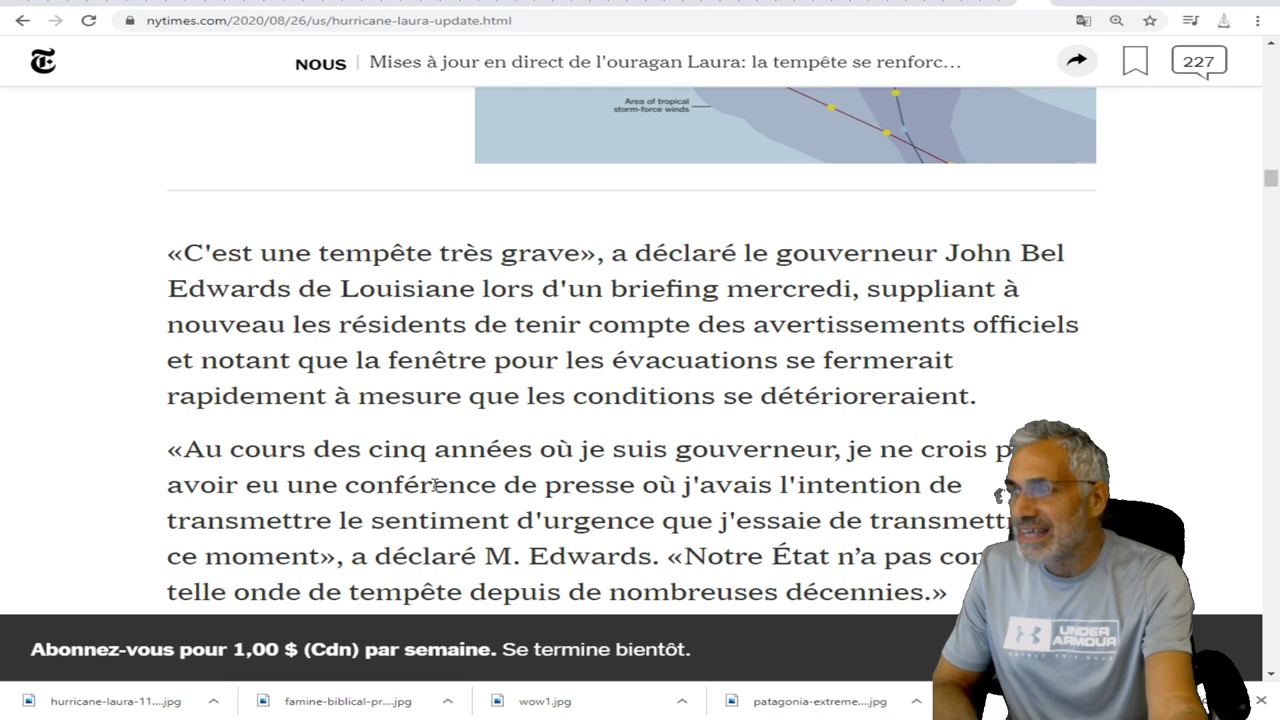 nytimes.com/2020/08/26/us/hurricane-laura-update.html
NOUS | Mises à jour en direct de l'ouragan Laura: la tempête se renforc… 227
Area of tropical
storm-force winds
«C'est une tempête très grave», a déclaré le gouverneur John Bel
Edwards de Louisiane lors d'un briefing mercredi, suppliant à
nouveau les résidents de tenir compte des avertissements officiels
et notant que la fenêtre pour les évacuations se fermerait
rapidement à mesure que les conditions se détérioreraient.
«Au cours des cinq années où je suis gouverneur, je ne crois
avoir eu une conférence de presse où j'avais l'intention de
transmettre le sentiment d'urgence que j'essaie de
ce moment», a déclaré M. Edwards. «Notre État n'a pas
telle onde de tempête depuis de nombreuses décennies.»
UNDER
ARMOUR
Abonnez-vous pour 1,00 $ (Cdn) par semaine. Se termine bientôt.
hurricane-laura-11....jpg famine-biblical-pr....jpg wow1.jpg patagonia-extreme....jpg